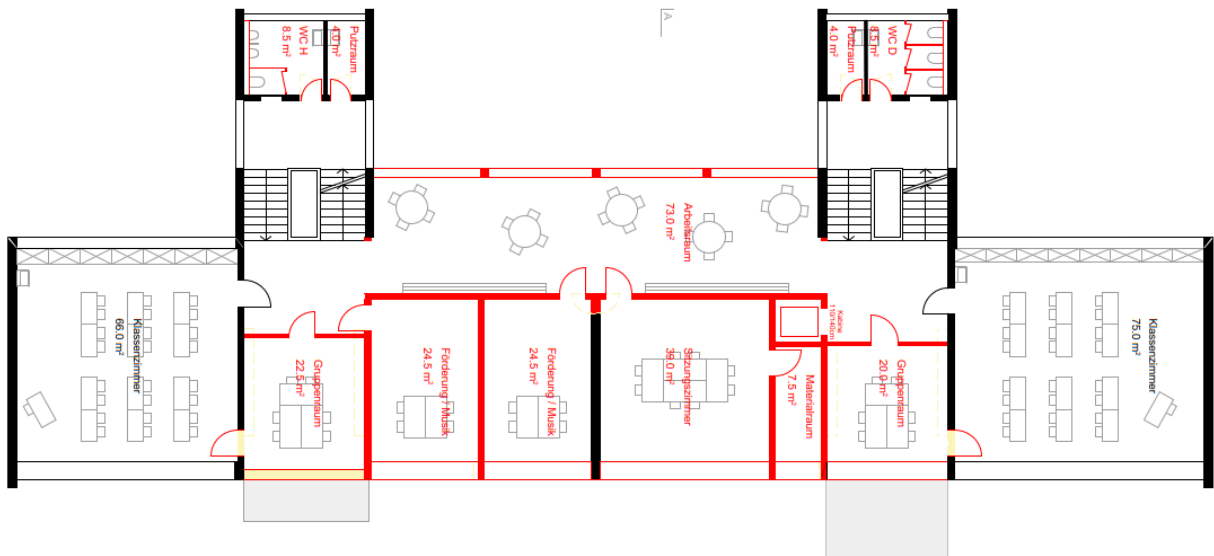 WC H
8.5 m²
Putzraum
4.0 m²
A
Putzraum
4.0 m²
WC D
8.5 m²
Arbeitsraum
73.0 m²
Klassenzimmer
66.0 m²
Gruppenraum
22.5 m²
Förderung / Musik
24.5 m²
Förderung / Musik
24.5 m²
Sitzungszimmer
39.0 m²
Kabine
110/140cm
Materialraum
7.5 m²
Gruppenraum
20.0 m²
Klassenzimmer
75.0 m²